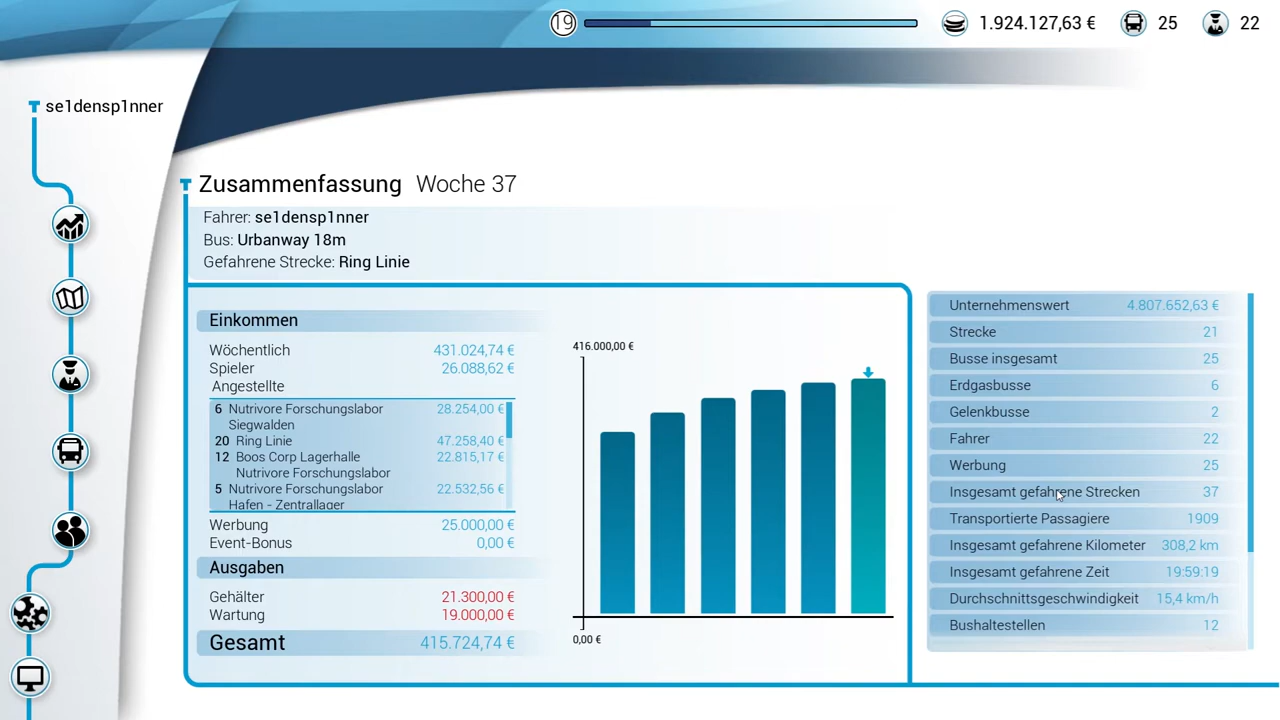 19
1.924.127,63 €
25
22
se1densp1nner
Zusammenfassung Woche 37
Fahrer: se1densp1nner
Bus: Urbanway 18m
Gefahrene Strecke: Ring Linie
Einkommen
Wöchentlich 431.024,74 €
Spieler 26.088,62 €
Angestellte
6 Nutrivore Forschungslabor 28.254,00 €
Siegwalden
20 Ring Linie 47.258,40 €
12 Boos Corp Lagerhalle 22.815,17 €
Nutrivore Forschungslabor
5 Nutrivore Forschungslabor 22.532,56 €
Hafen - Zentrallager
Werbung 25.000,00 €
Event-Bonus 0,00 €
Ausgaben
Gehälter 21.300,00 €
Wartung 19.000,00 €
Gesamt 415.724,74 €
416.000,00 €
0,00 €
Unternehmenswert 4.807.652,63 €
Strecke 21
Busse insgesamt 25
Erdgasbusse 6
Gelenkbusse 2
Fahrer 22
Werbung 25
Insgesamt gefahrene Strecken 37
Transportierte Passagiere 1909
Insgesamt gefahrene Kilometer 308,2 km
Insgesamt gefahrene Zeit 19:59:19
Durchschnittsgeschwindigkeit 15,4 km/h
Bushaltestellen 12